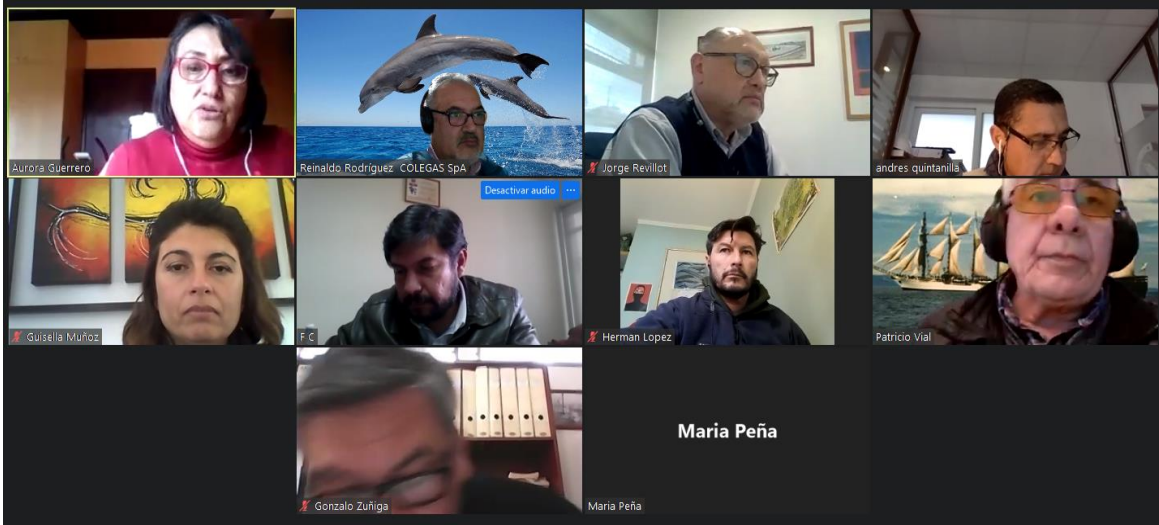 Aurora Guerrero
Reinaldo Rodríguez COLEGAS SpA
Jorge Revillot
andres quintanilla
Desactivar audio
Guisella Muñoz
F C
Herman Lopez
Patricio Vial
Maria Peña
Gonzalo Zuñiga
Maria Peña